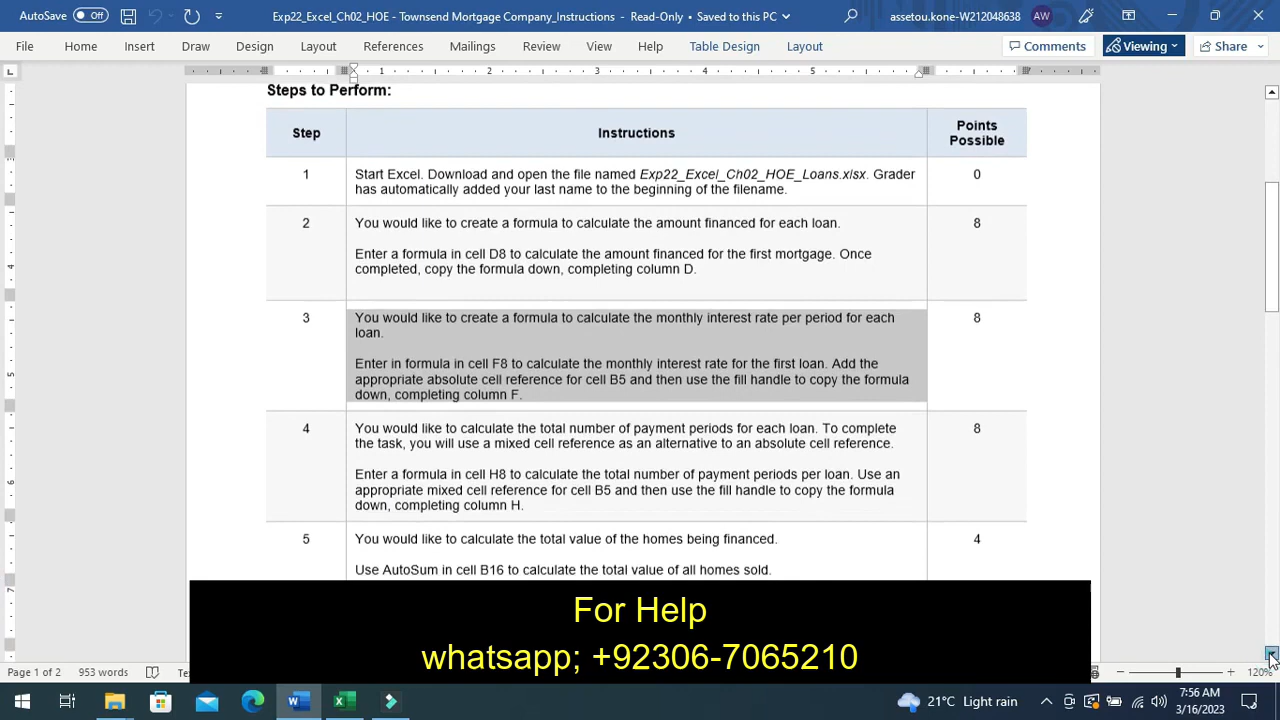 AutoSave Off Exp22_Excel_Ch02_HOE - Townsend Mortgage Company_Instructions - Read-Only • Saved to this PC assetou.kone-W212048638 AW
File Home Insert Draw Design Layout References Mailings Review View Help Table Design Layout Comments Viewing Share
1 2 3 4 5 7
Steps to Perform:
Step Instructions Points Possible
1 Start Excel. Download and open the file named Exp22_Excel_Ch02_HOE_Loans.xlsx. Grader 0
has automatically added your last name to the beginning of the filename.
2 You would like to create a formula to calculate the amount financed for each loan. 8
Enter a formula in cell D8 to calculate the amount financed for the first mortgage. Once
completed, copy the formula down, completing column D.
3 You would like to create a formula to calculate the monthly interest rate per period for each 8
loan.
Enter in formula in cell F8 to calculate the monthly interest rate for the first loan. Add the
appropriate absolute cell reference for cell B5 and then use the fill handle to copy the formula
down, completing column F.
4 You would like to calculate the total number of payment periods for each loan. To complete 8
the task, you will use a mixed cell reference as an alternative to an absolute cell reference.
Enter a formula in cell H8 to calculate the total number of payment periods per loan. Use an
appropriate mixed cell reference for cell B5 and then use the fill handle to copy the formula
down, completing column H.
5 You would like to calculate the total value of the homes being financed. 4
Use AutoSum in cell B16 to calculate the total value of all homes sold.
For Help
whatsapp; +92306-7065210
Page 1 of 2 953 words 120%
21°C Light rain 7:56 AM
3/16/2023